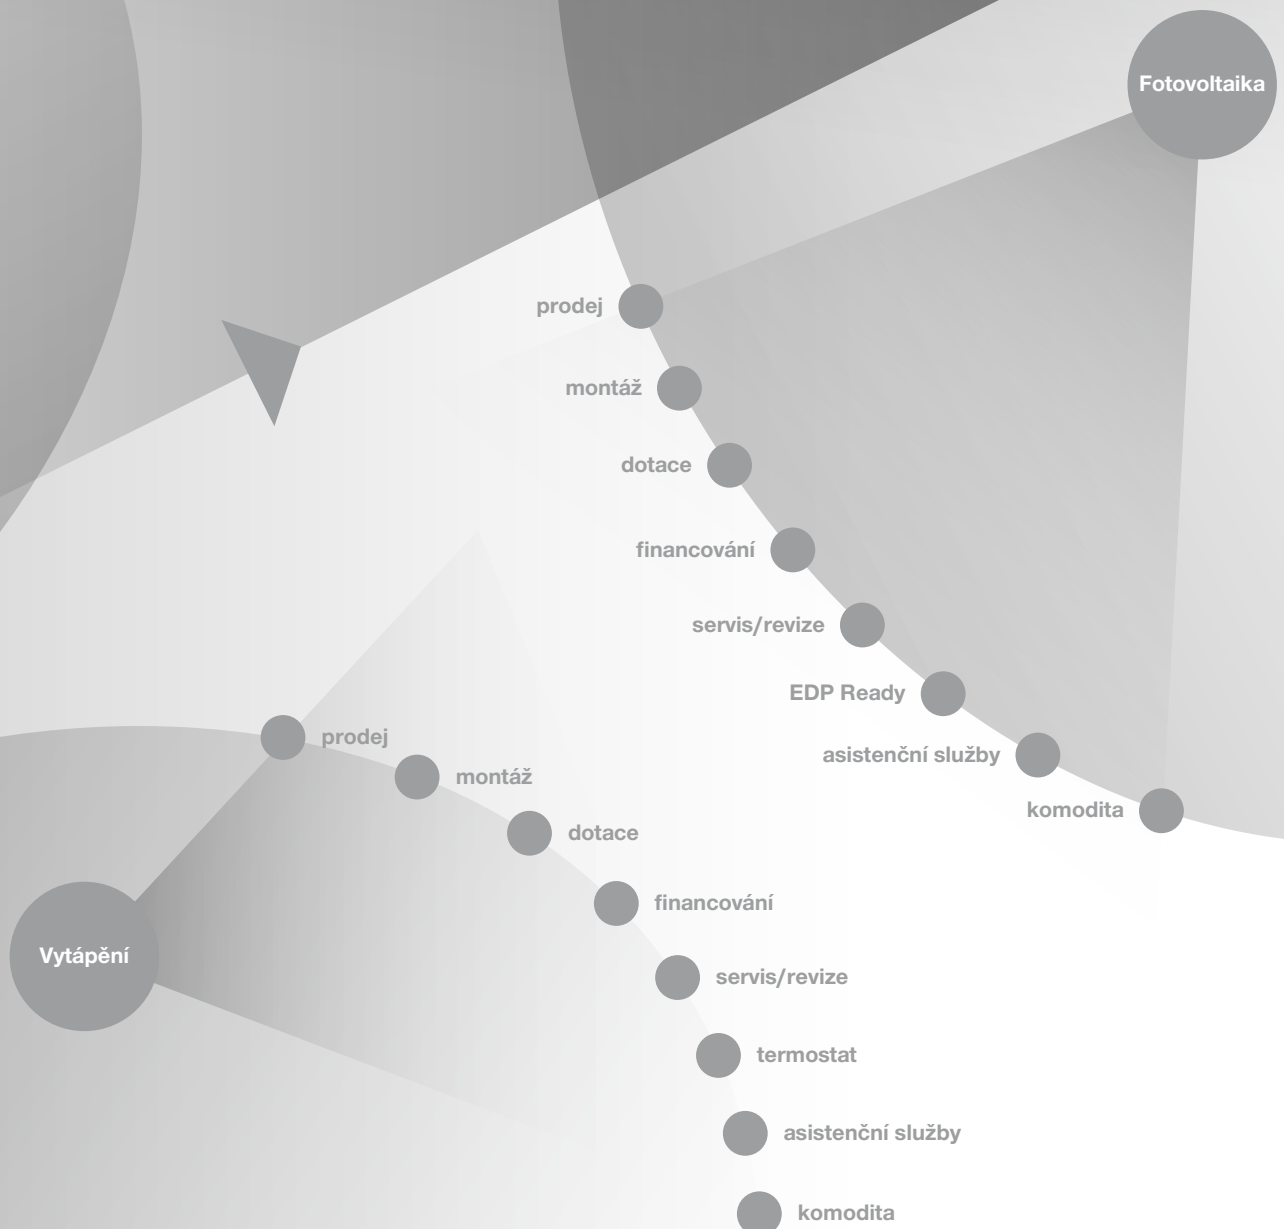 Fotovoltaika
prodej
montáž
dotace
financování
servis/revize
EDP Ready
asistenční služby
komodita
Vytápění
prodej
montáž
dotace
financování
servis/revize
termostat
asistenční služby
komodita